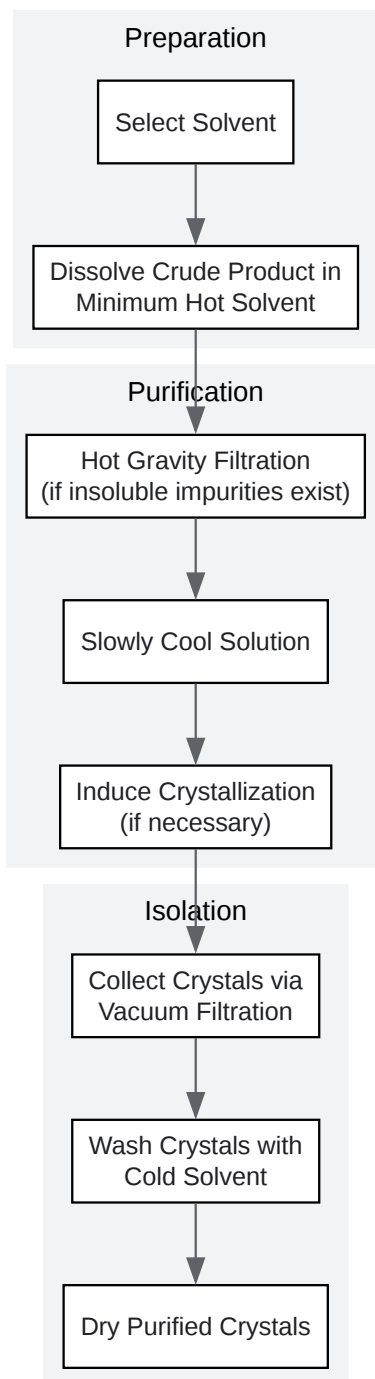 Preparation
Select Solvent
Dissolve Crude Product in
Minimum Hot Solvent
Purification
Hot Gravity Filtration
(if insoluble impurities exist)
Slowly Cool Solution
Induce Crystallization
(if necessary)
Isolation
Collect Crystals via
Vacuum Filtration
Wash Crystals with
Cold Solvent
Dry Purified Crystals